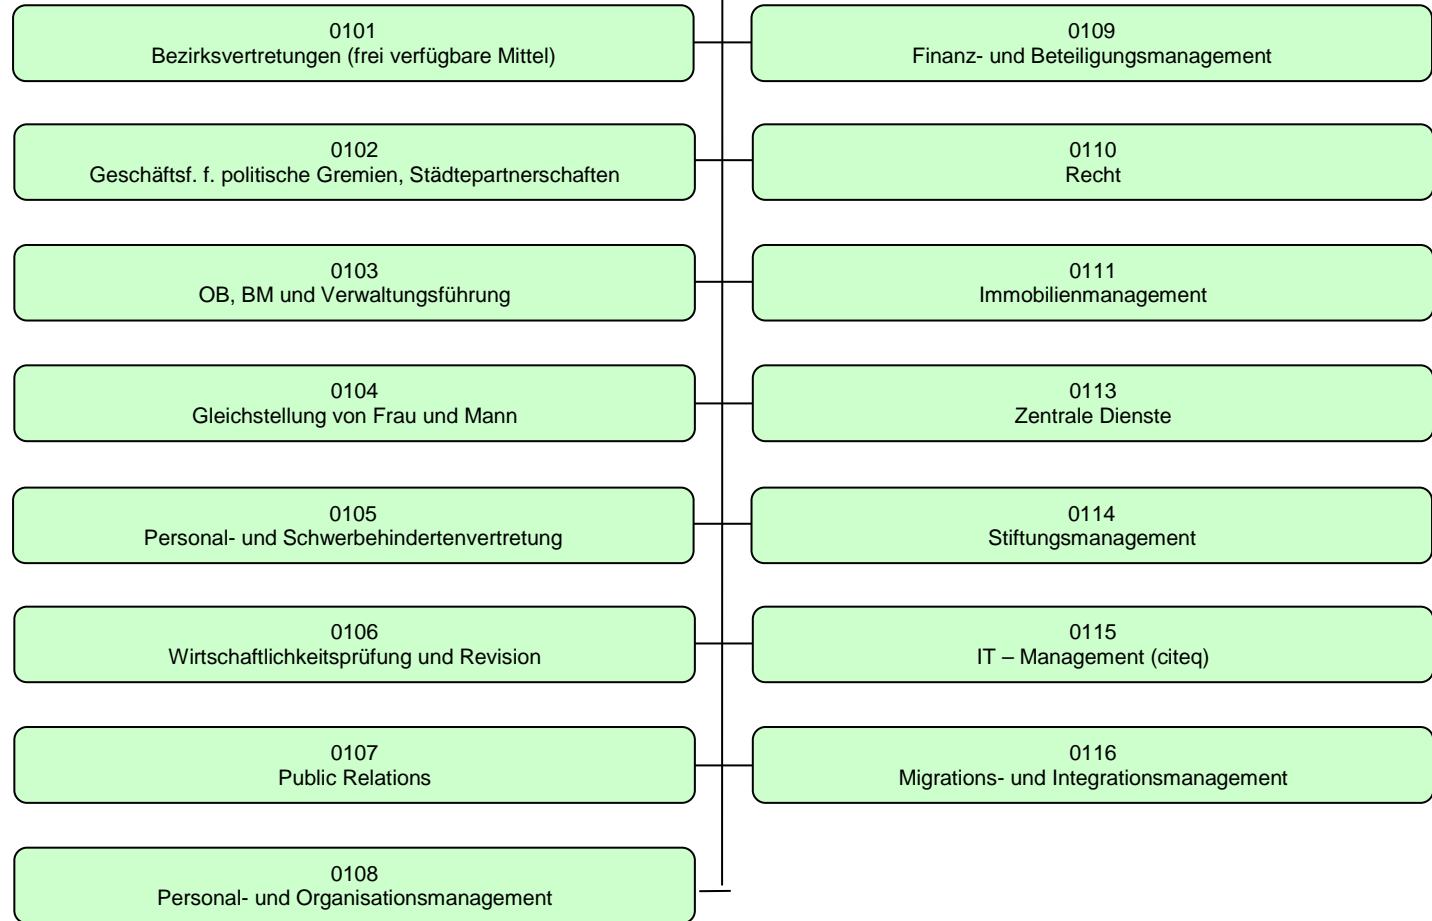 0101
Bezirksvertretungen (frei verfügbare Mittel)
0102
Geschäftsf. f. politische Gremien, Städtepartnerschaften
0103
OB, BM und Verwaltungsführung
0104
Gleichstellung von Frau und Mann
0105
Personal- und Schwerbehindertenvertretung
0106
Wirtschaftlichkeitsprüfung und Revision
0107
Public Relations
0108
Personal- und Organisationsmanagement
0109
Finanz- und Beteiligungsmanagement
0110
Recht
0111
Immobilienmanagement
0113
Zentrale Dienste
0114
Stiftungsmanagement
0115
IT – Management (citeq)
0116
Migrations- und Integrationsmanagement